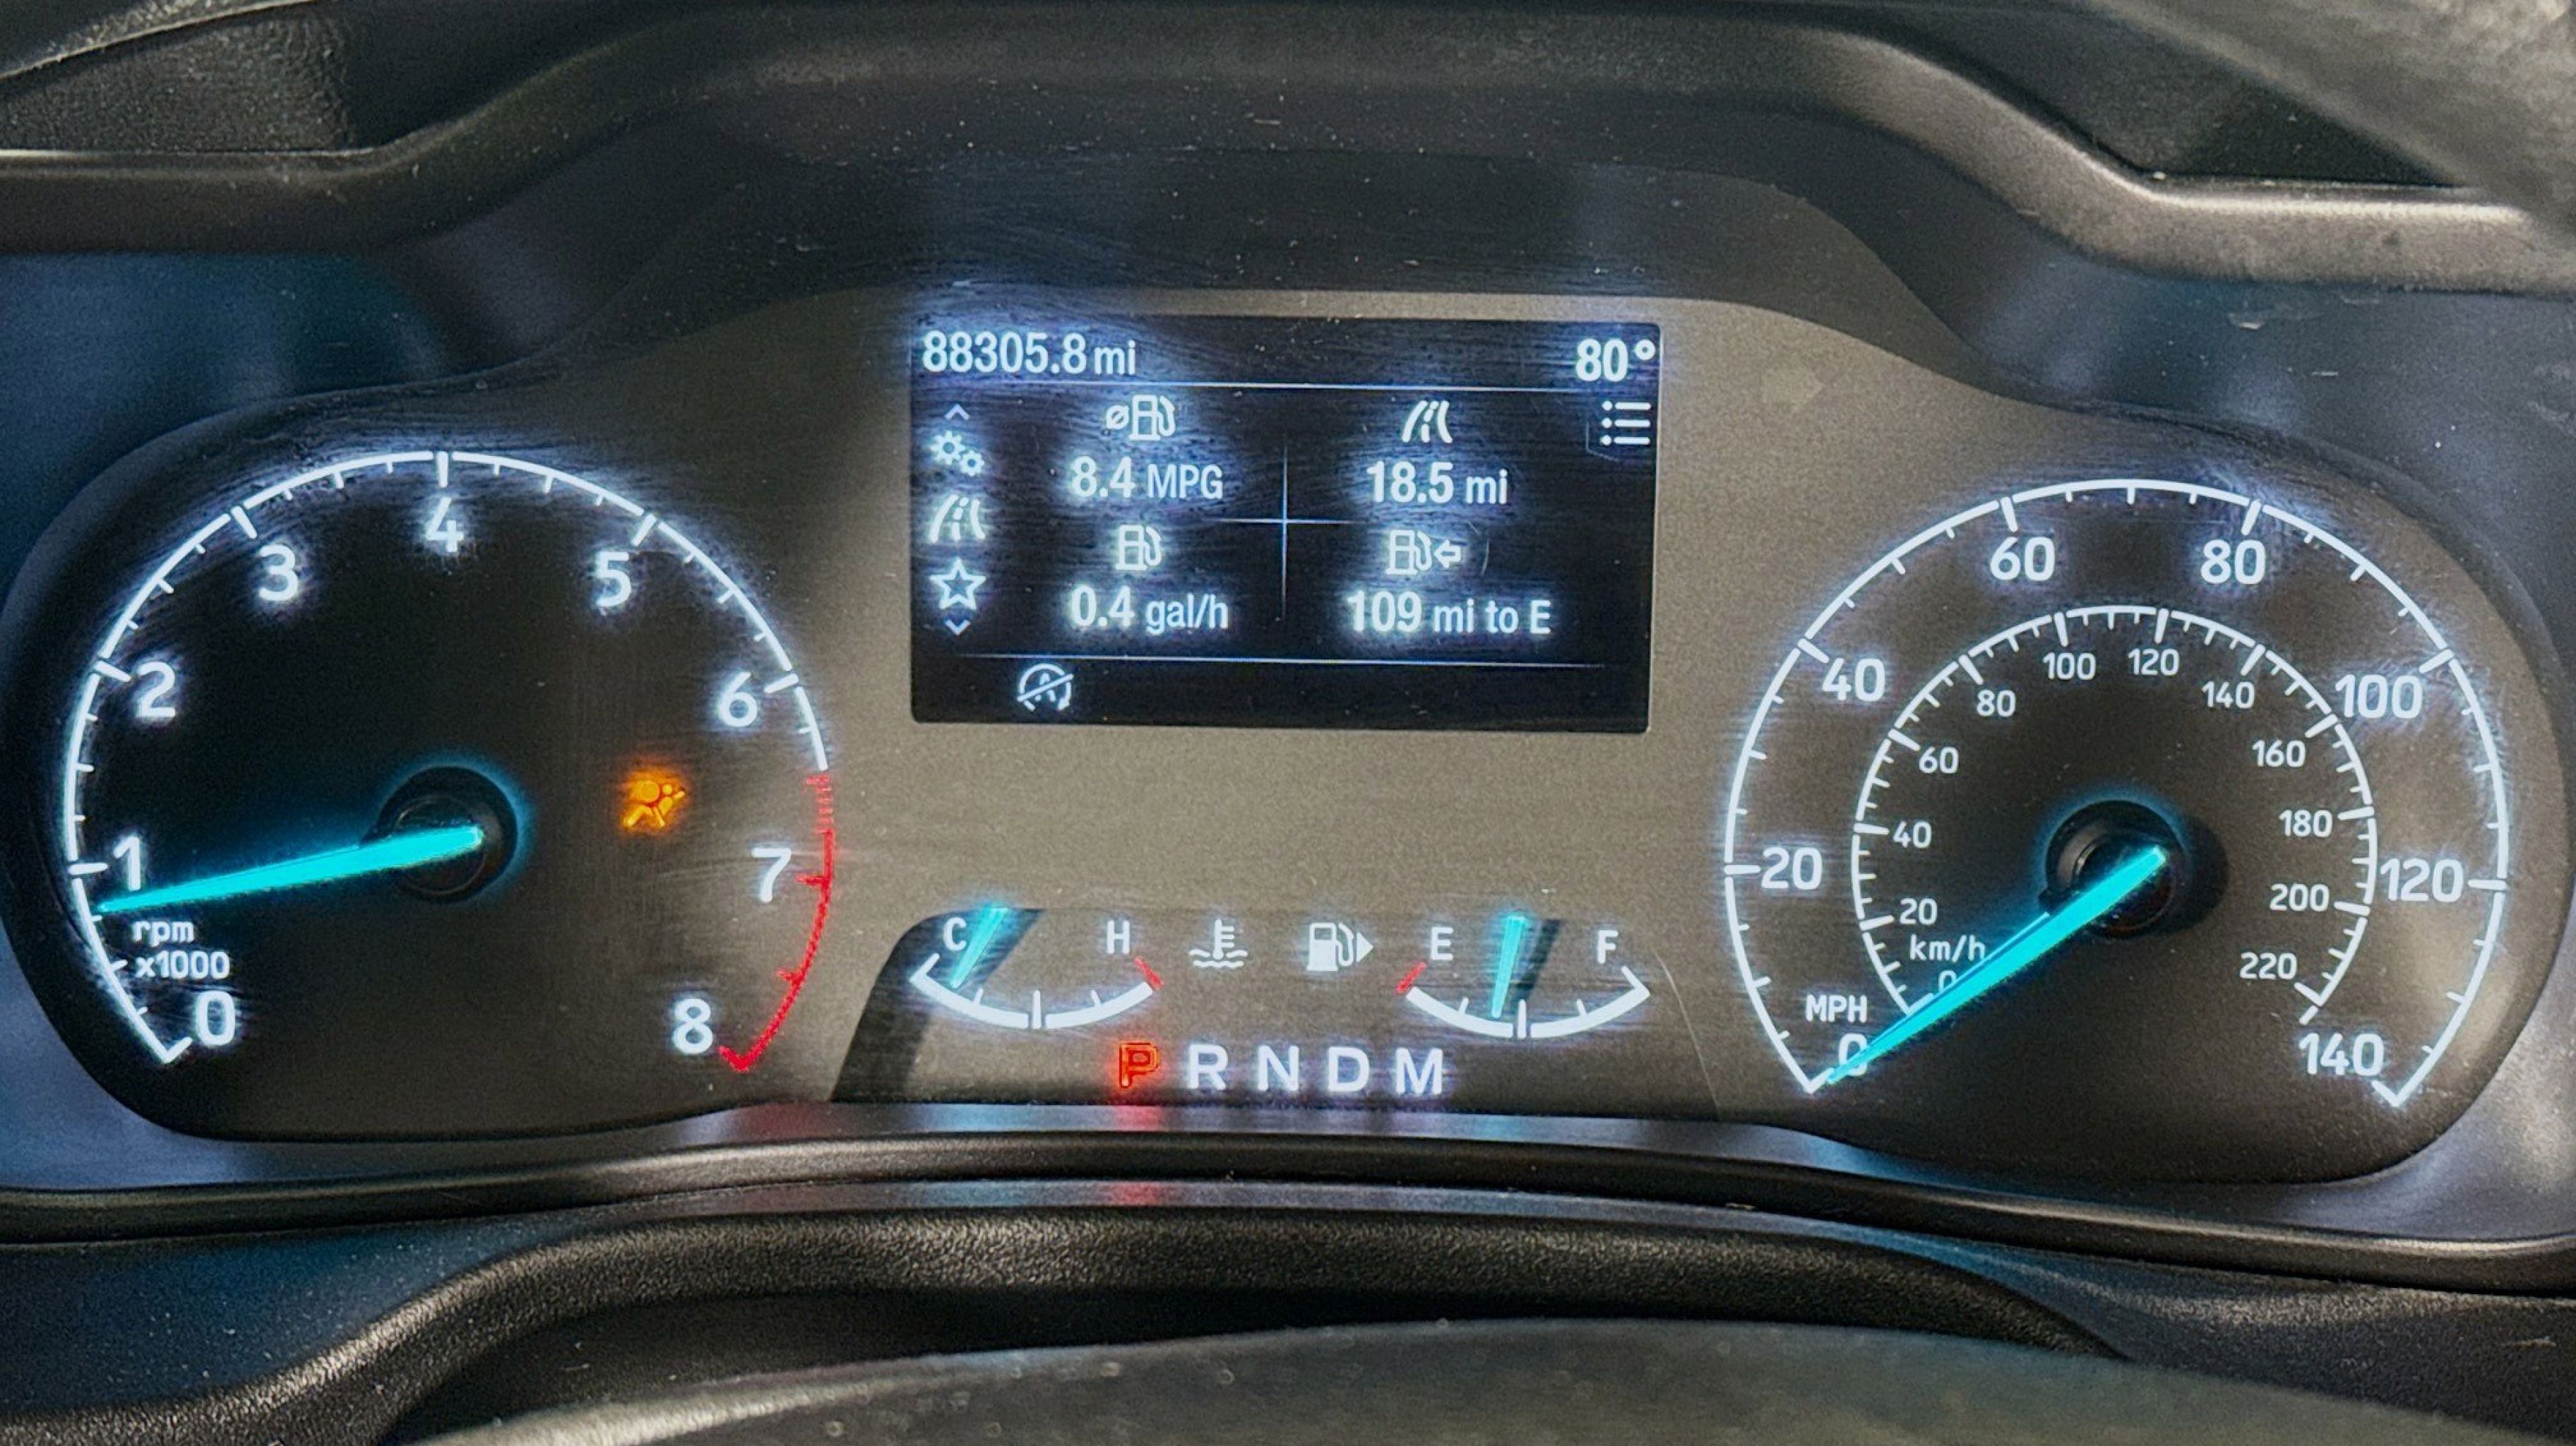 88305.8 mi 80°
8.4 MPG 18.5 mi
0.4 gal/h 109 mi to E
0 1 2 3 4 5 6 7 8
rpm
x1000
C H E F
P R N D M
0 20 40 60 80 100 120 140
MPH
0 20 40 60 80 100 120 140 160 180 200 220
km/h